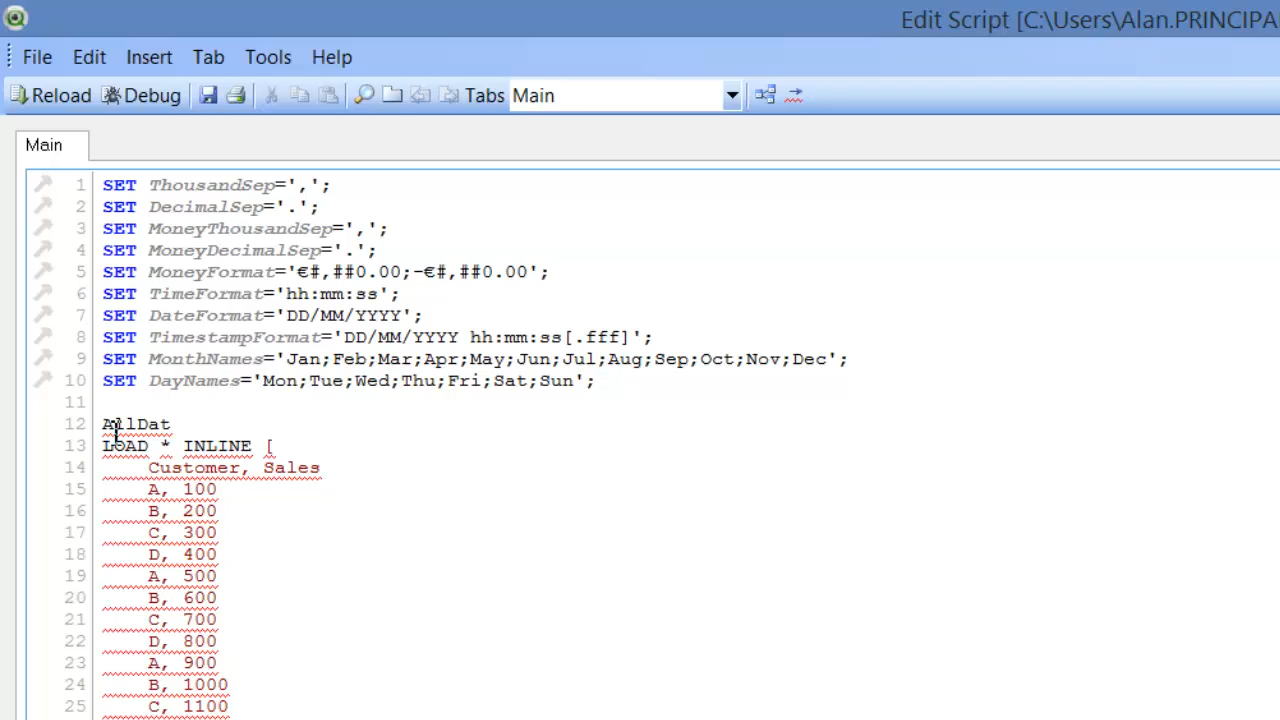 Edit Script [C:\Users\Alan.PRINCIPA
File Edit Insert Tab Tools Help
Reload Debug Tabs Main
Main
1 SET ThousandSep=',';
2 SET DecimalSep='.';
3 SET MoneyThousandSep=',';
4 SET MoneyDecimalSep='.';
5 SET MoneyFormat='€#,##0.00;-€#,##0.00';
6 SET TimeFormat='hh:mm:ss';
7 SET DateFormat='DD/MM/YYYY';
8 SET TimestampFormat='DD/MM/YYYY hh:mm:ss[.fff]';
9 SET MonthNames='Jan;Feb;Mar;Apr;May;Jun;Jul;Aug;Sep;Oct;Nov;Dec';
10 SET DayNames='Mon;Tue;Wed;Thu;Fri;Sat;Sun';
11
12 AllDat
13 LOAD * INLINE [
14 Customer, Sales
15 A, 100
16 B, 200
17 C, 300
18 D, 400
19 A, 500
20 B, 600
21 C, 700
22 D, 800
23 A, 900
24 B, 1000
25 C, 1100